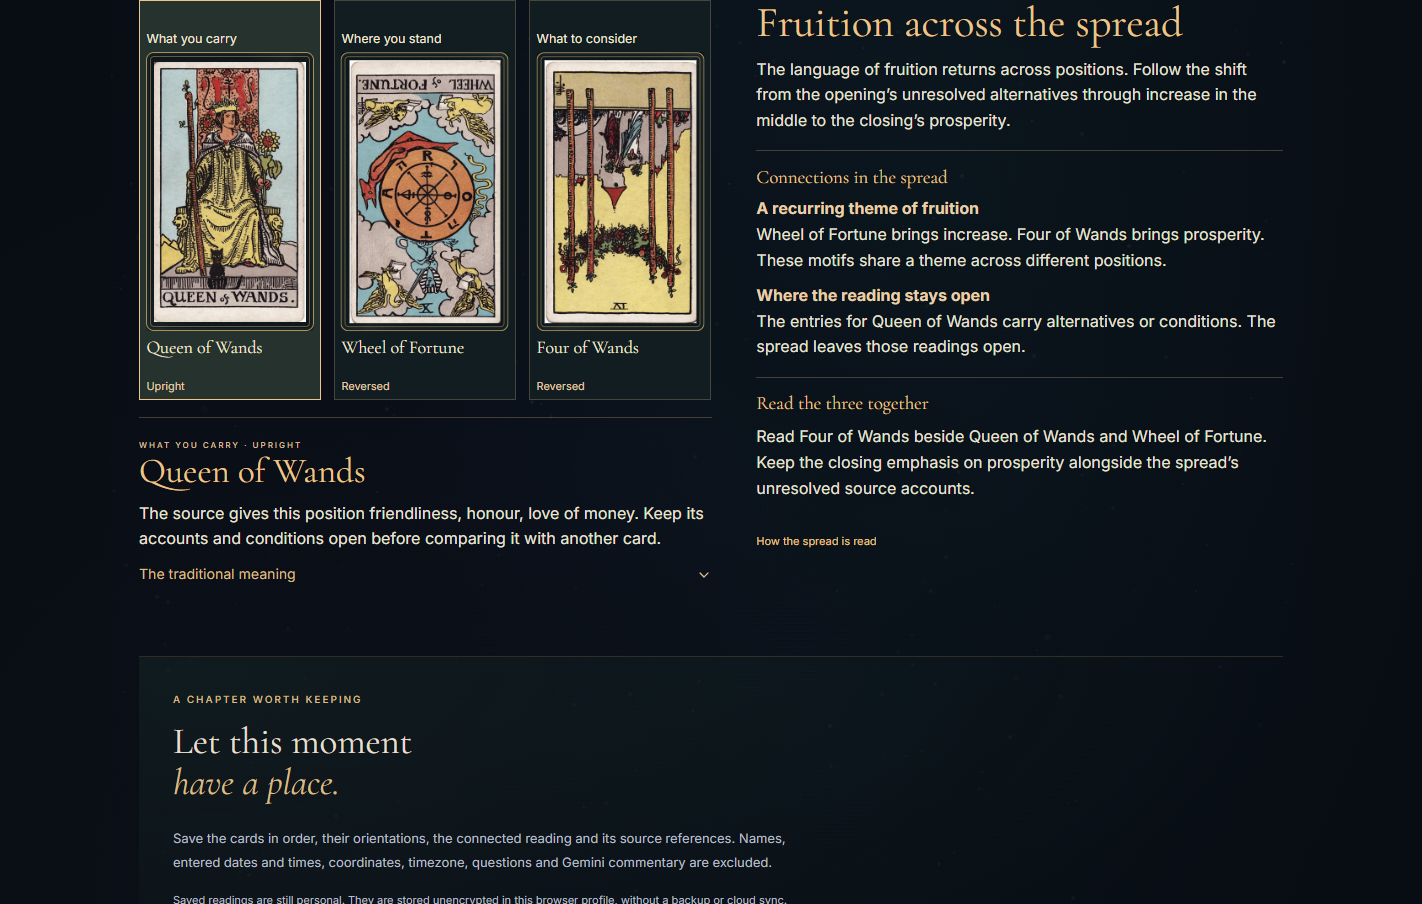 What you carry
Where you stand
What to consider
QUEEN of WANDS.
WHEEL of FORTUNE
X
IV
Queen of Wands
Upright
Wheel of Fortune
Reversed
Four of Wands
Reversed
WHAT YOU CARRY · UPRIGHT
Queen of Wands
The source gives this position friendliness, honour, love of money. Keep its
accounts and conditions open before comparing it with another card.
The traditional meaning
Fruition across the spread
The language of fruition returns across positions. Follow the shift
from the opening’s unresolved alternatives through increase in the
middle to the closing’s prosperity.
Connections in the spread
A recurring theme of fruition
Wheel of Fortune brings increase. Four of Wands brings prosperity.
These motifs share a theme across different positions.
Where the reading stays open
The entries for Queen of Wands carry alternatives or conditions. The
spread leaves those readings open.
Read the three together
Read Four of Wands beside Queen of Wands and Wheel of Fortune.
Keep the closing emphasis on prosperity alongside the spread’s
unresolved source accounts.
How the spread is read
A CHAPTER WORTH KEEPING
Let this moment
have a place.
Save the cards in order, their orientations, the connected reading and its source references. Names,
entered dates and times, coordinates, timezone, questions and Gemini commentary are excluded.
Saved readings are still personal. They are stored unencrypted in this browser profile, without a backup or cloud sync.